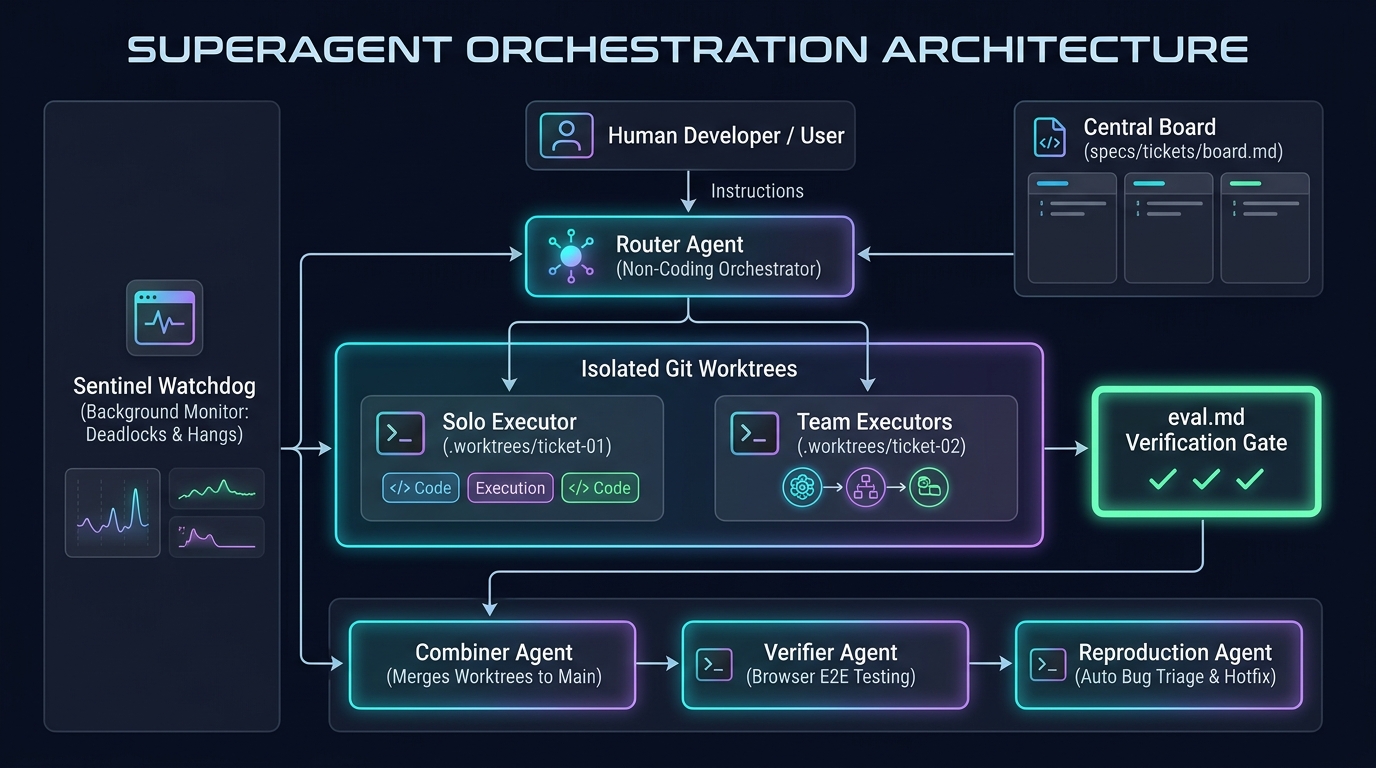 SUPERAGENT ORCHESTRATION ARCHITECTURE
Human Developer / User
Instructions
Router Agent
(Non-Coding Orchestrator)
Central Board
(specs/tickets/board.md)
Sentinel Watchdog
(Background Monitor:
Deadlocks & Hangs)
Isolated Git Worktrees
Solo Executor
(.worktrees/ticket-01)
</> Code
Execution
</> Code
Team Executors
(.worktrees/ticket-02)
eval.md
Verification Gate
Combiner Agent
(Merges Worktrees to Main)
Verifier Agent
(Browser E2E Testing)
Reproduction Agent
(Auto Bug Triage & Hotfix)